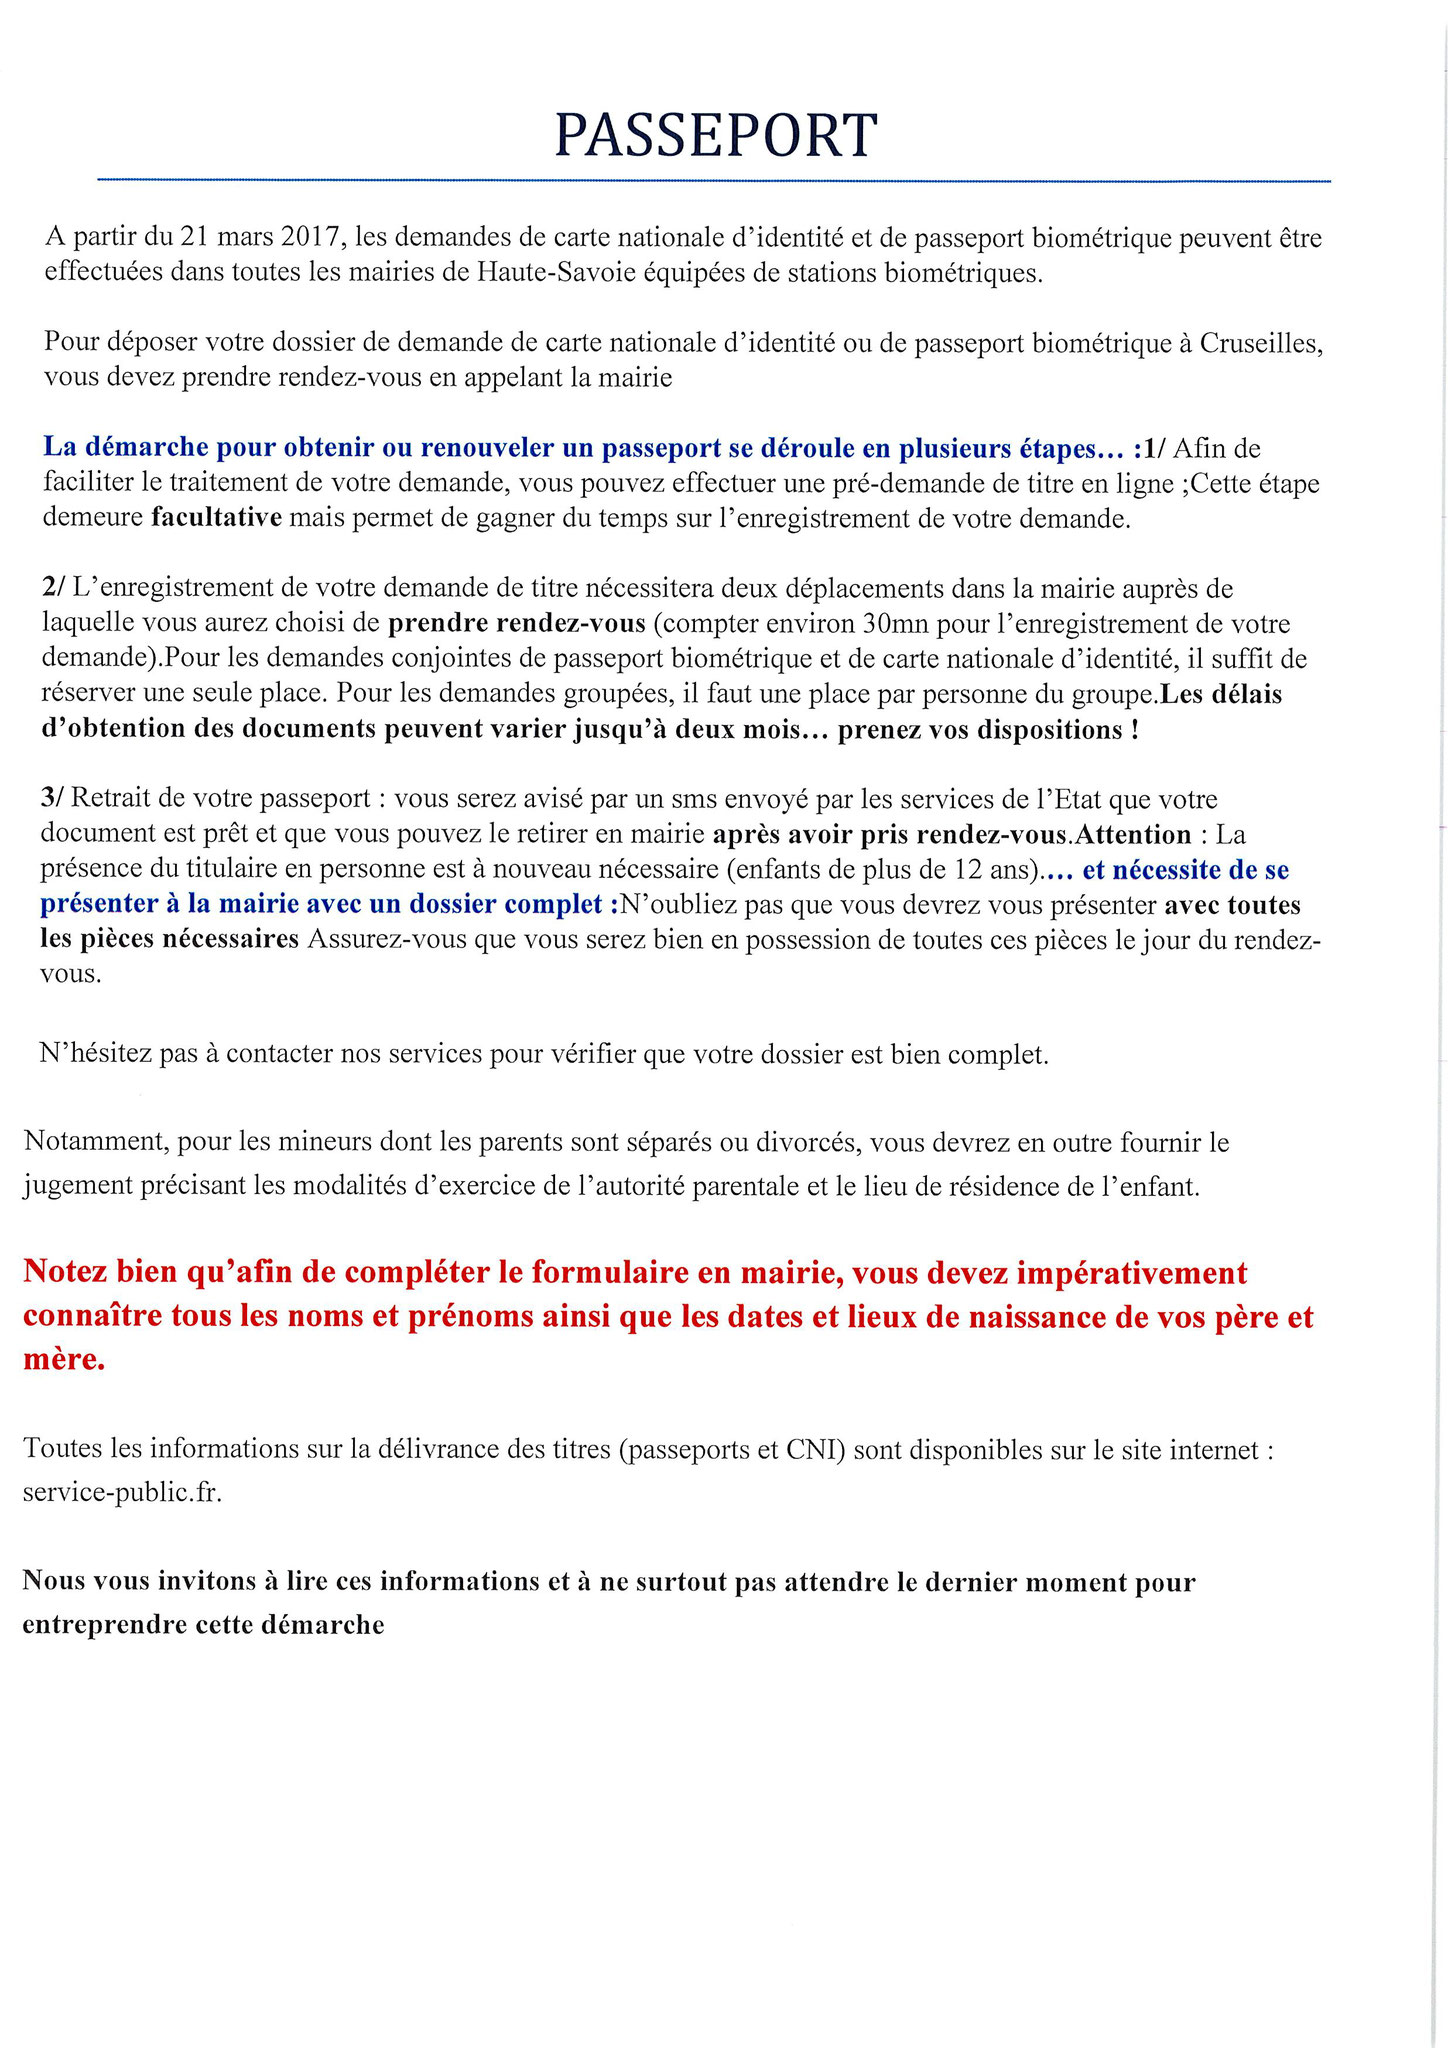 PASSEPORT
A partir du 21 mars 2017, les demandes de carte nationale d’identité et de passeport biométrique peuvent être
effectuées dans toutes les mairies de Haute-Savoie équipées de stations biométriques.
Pour déposer votre dossier de demande de carte nationale d’identité ou de passeport biométrique à Cruseilles,
vous devez prendre rendez-vous en appelant la mairie
La démarche pour obtenir ou renouveler un passeport se déroule en plusieurs étapes… :1/ Afin de
faciliter le traitement de votre demande, vous pouvez effectuer une pré-demande de titre en ligne ;Cette étape
demeure facultative mais permet de gagner du temps sur l’enregistrement de votre demande.
2/ L’enregistrement de votre demande de titre nécessitera deux déplacements dans la mairie auprès de
laquelle vous aurez choisi de prendre rendez-vous (compter environ 30mn pour l’enregistrement de votre
demande).Pour les demandes conjointes de passeport biométrique et de carte nationale d’identité, il suffit de
réserver une seule place. Pour les demandes groupées, il faut une place par personne du groupe.Les délais
d’obtention des documents peuvent varier jusqu’à deux mois… prenez vos dispositions !
3/ Retrait de votre passeport : vous serez avisé par un sms envoyé par les services de l’Etat que votre
document est prêt et que vous pouvez le retirer en mairie après avoir pris rendez-vous.Attention : La
présence du titulaire en personne est à nouveau nécessaire (enfants de plus de 12 ans).… et nécessite de se
présenter à la mairie avec un dossier complet :N’oubliez pas que vous devrez vous présenter avec toutes
les pièces nécessaires Assurez-vous que vous serez bien en possession de toutes ces pièces le jour du rendez-
vous.
N’hésitez pas à contacter nos services pour vérifier que votre dossier est bien complet.
Notamment, pour les mineurs dont les parents sont séparés ou divorcés, vous devrez en outre fournir le
jugement précisant les modalités d’exercice de l’autorité parentale et le lieu de résidence de l’enfant.
Notez bien qu’afin de compléter le formulaire en mairie, vous devez impérativement
connaître tous les noms et prénoms ainsi que les dates et lieux de naissance de vos père et
mère.
Toutes les informations sur la délivrance des titres (passeports et CNI) sont disponibles sur le site internet :
service-public.fr.
Nous vous invitons à lire ces informations et à ne surtout pas attendre le dernier moment pour
entreprendre cette démarche